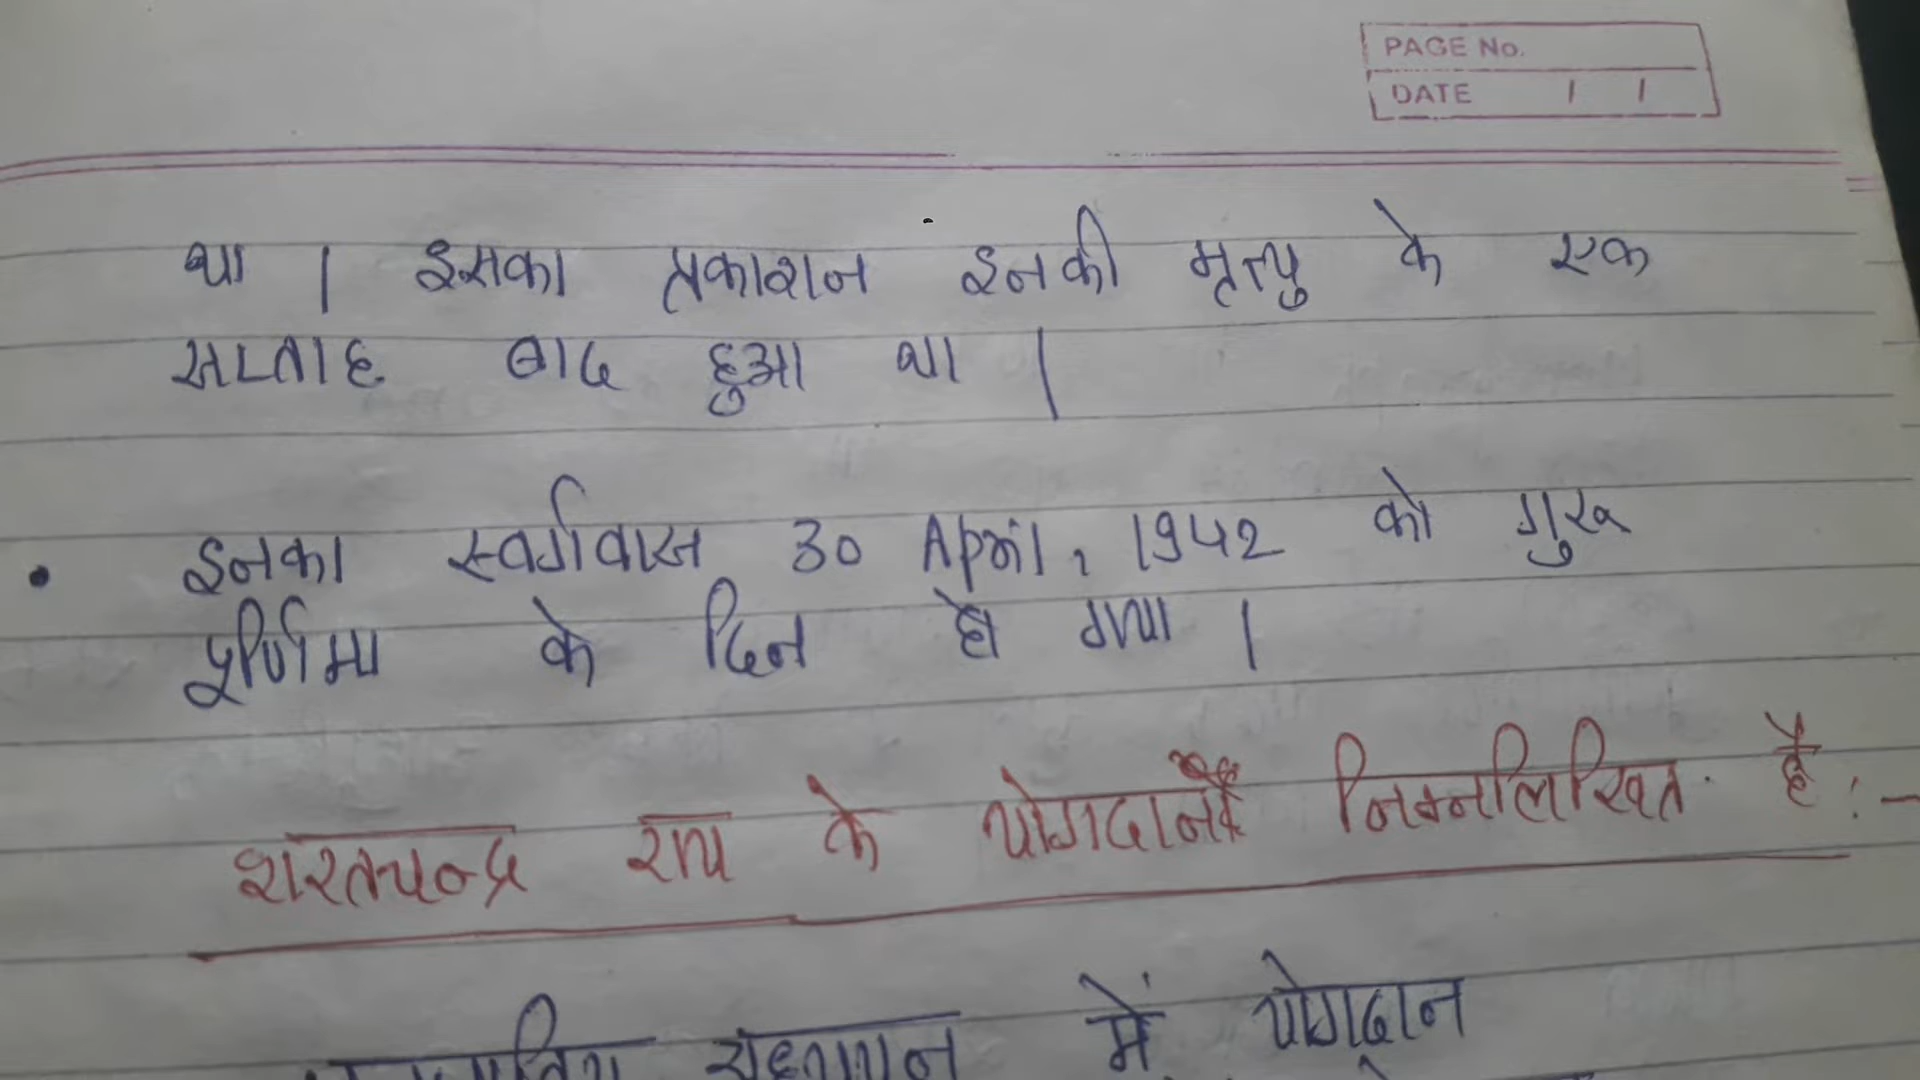 PAGE No.
DATE / /
था | इसका प्रकाशन इनकी मृत्यु के एक
सप्ताह बाद हुआ था |
• इनका स्वर्गवास 30 April, 1942 को गुरू
पूर्णिमा के दिन हो गया |
शरतचन्द्र राय के योगदान निम्नलिखित है :-
में योगदान